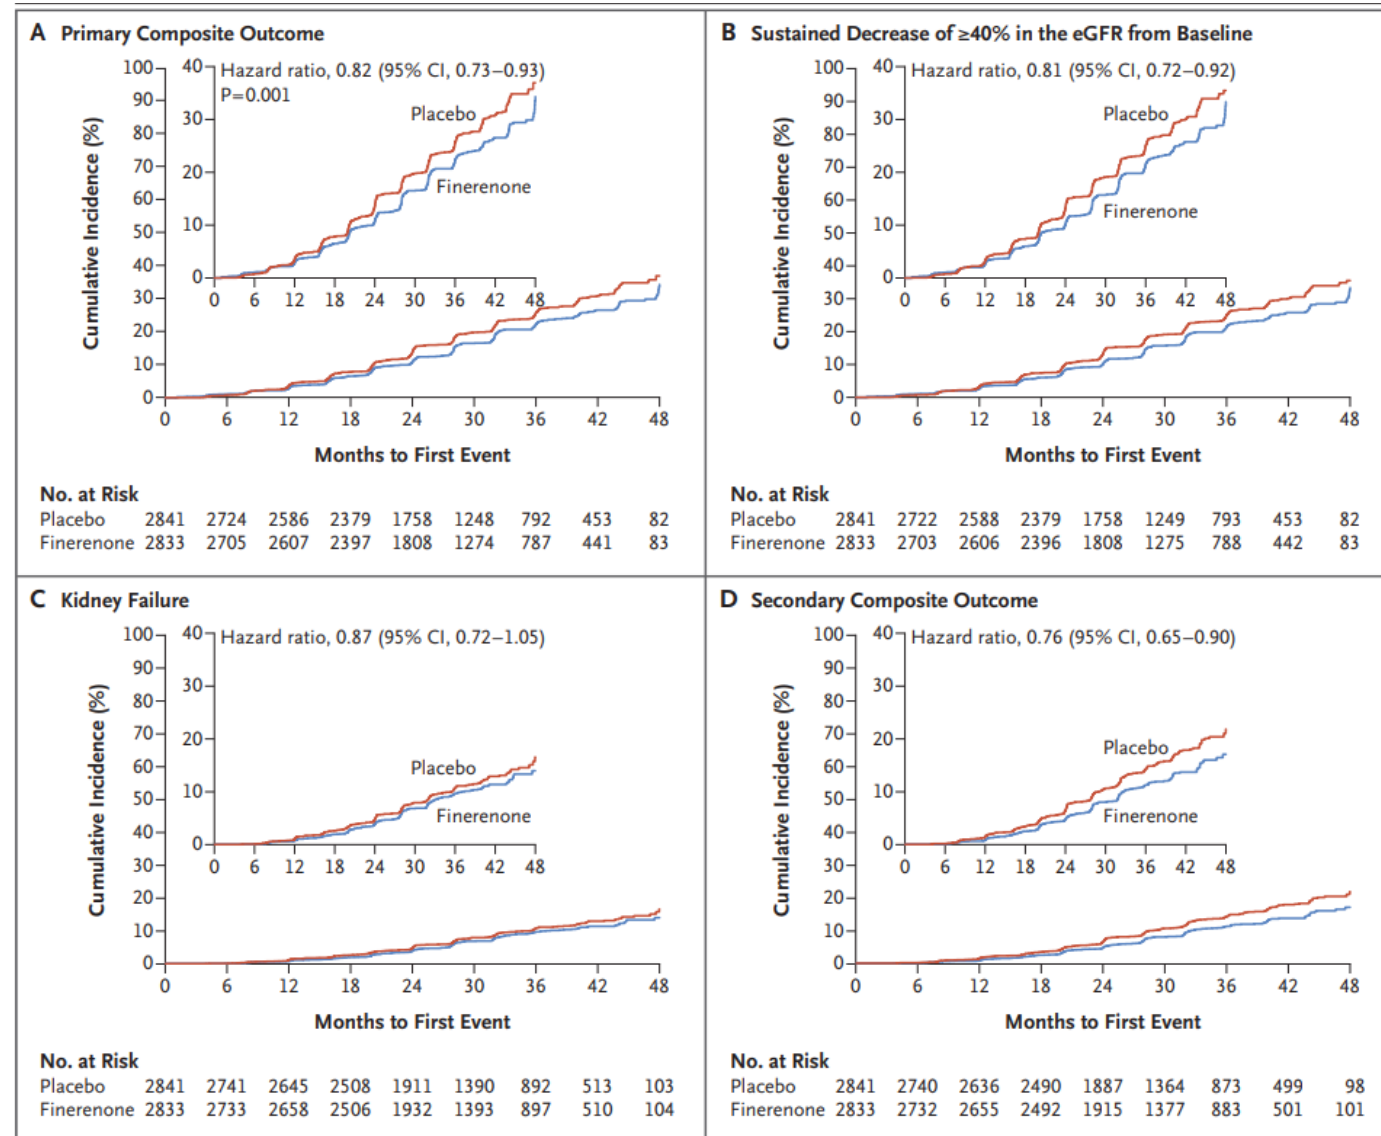 A Primary Composite Outcome
Cumulative Incidence (%)
100
90
80
70
60
50
40
30
20
10
0
40
30
20
10
0
Hazard ratio, 0.82 (95% CI, 0.73–0.93)
P=0.001
Placebo
Finerenone
0 6 12 18 24 30 36 42 48
0 6 12 18 24 30 36 42 48
Months to First Event
No. at Risk
Placebo 2841 2724 2586 2379 1758 1248 792 453 82
Finerenone 2833 2705 2607 2397 1808 1274 787 441 83
B Sustained Decrease of ≥40% in the eGFR from Baseline
Cumulative Incidence (%)
100
90
80
70
60
50
40
30
20
10
0
40
30
20
10
0
Hazard ratio, 0.81 (95% CI, 0.72–0.92)
Placebo
Finerenone
0 6 12 18 24 30 36 42 48
0 6 12 18 24 30 36 42 48
Months to First Event
No. at Risk
Placebo 2841 2722 2588 2379 1758 1249 793 453 82
Finerenone 2833 2703 2606 2396 1808 1275 788 442 83
C Kidney Failure
Cumulative Incidence (%)
100
90
80
70
60
50
40
30
20
10
0
40
30
20
10
0
Hazard ratio, 0.87 (95% CI, 0.72–1.05)
Placebo
Finerenone
0 6 12 18 24 30 36 42 48
0 6 12 18 24 30 36 42 48
Months to First Event
No. at Risk
Placebo 2841 2741 2645 2508 1911 1390 892 513 103
Finerenone 2833 2733 2658 2506 1932 1393 897 510 104
D Secondary Composite Outcome
Cumulative Incidence (%)
100
90
80
70
60
50
40
30
20
10
0
40
30
20
10
0
Hazard ratio, 0.76 (95% CI, 0.65–0.90)
Placebo
Finerenone
0 6 12 18 24 30 36 42 48
0 6 12 18 24 30 36 42 48
Months to First Event
No. at Risk
Placebo 2841 2740 2636 2490 1887 1364 873 499 98
Finerenone 2833 2732 2655 2492 1915 1377 883 501 101